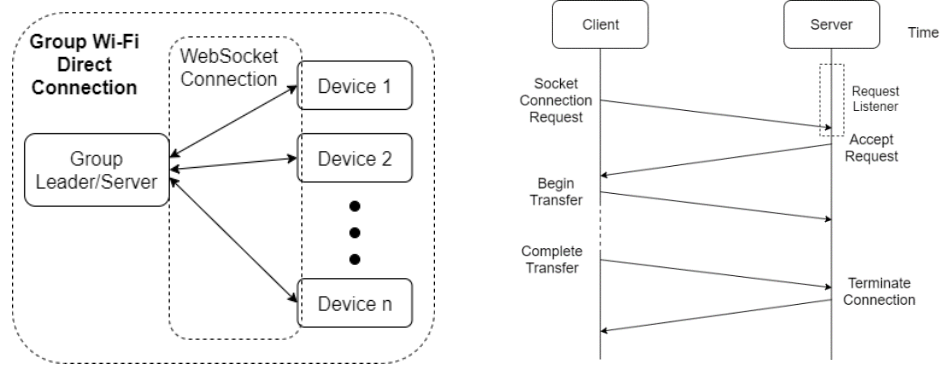 Group Wi-Fi
Direct
Connection
WebSocket
Connection
Device 1
Group
Leader/Server
Device 2
Device n
Client
Server
Time
Socket
Connection
Request
Request
Listener
Accept
Request
Begin
Transfer
Complete
Transfer
Terminate
Connection